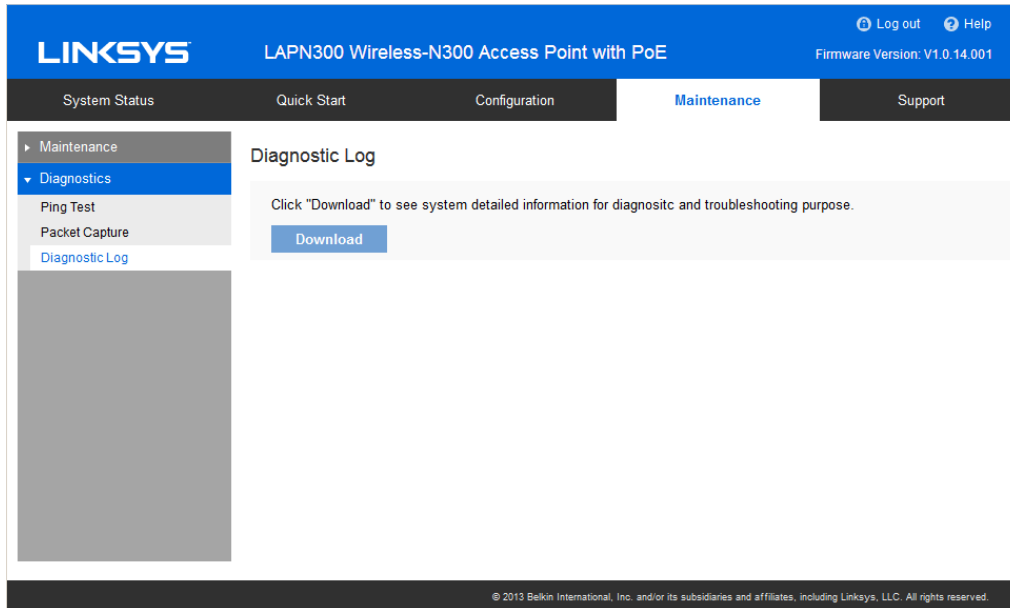 Log out Help
LINKSYS LAPN300 Wireless-N300 Access Point with PoE
Firmware Version: V1.0.14.001
System Status Quick Start Configuration Maintenance Support
Maintenance
Diagnostics
Ping Test
Packet Capture
Diagnostic Log
Diagnostic Log
Click "Download" to see system detailed information for diagnositc and troubleshooting purpose.
Download
© 2013 Belkin International, Inc. and/or its subsidiaries and affiliates, including Linksys, LLC. All rights reserved.